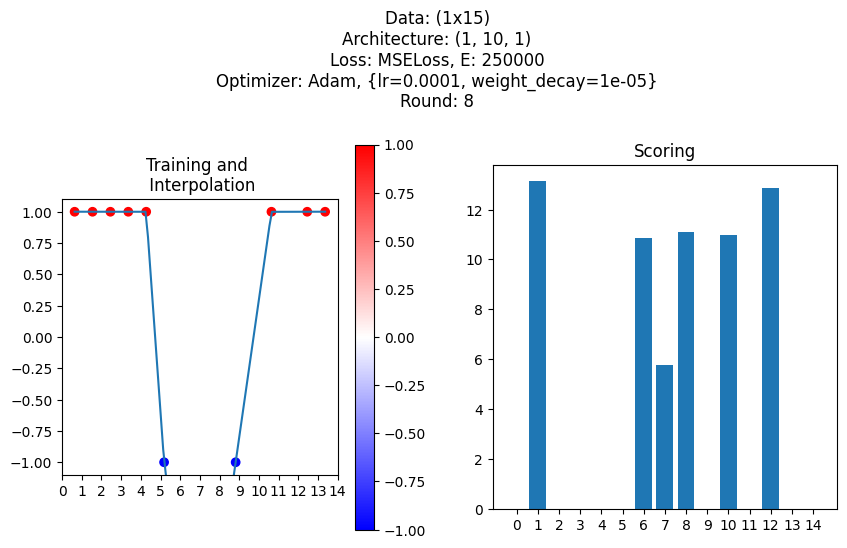 Data: (1x15)
Architecture: (1, 10, 1)
Loss: MSELoss, E: 250000
Optimizer: Adam, {lr=0.0001, weight_decay=1e-05}
Round: 8
Training and
Interpolation
1.00
0.75
0.50
0.25
0.00
−0.25
−0.50
−0.75
−1.00
0 1 2 3 4 5 6 7 8 9 10 11 12 13 14
1.00
0.75
0.50
0.25
0.00
−0.25
−0.50
−0.75
−1.00
Scoring
12
10
8
6
4
2
0
0 1 2 3 4 5 6 7 8 9 10 11 12 13 14